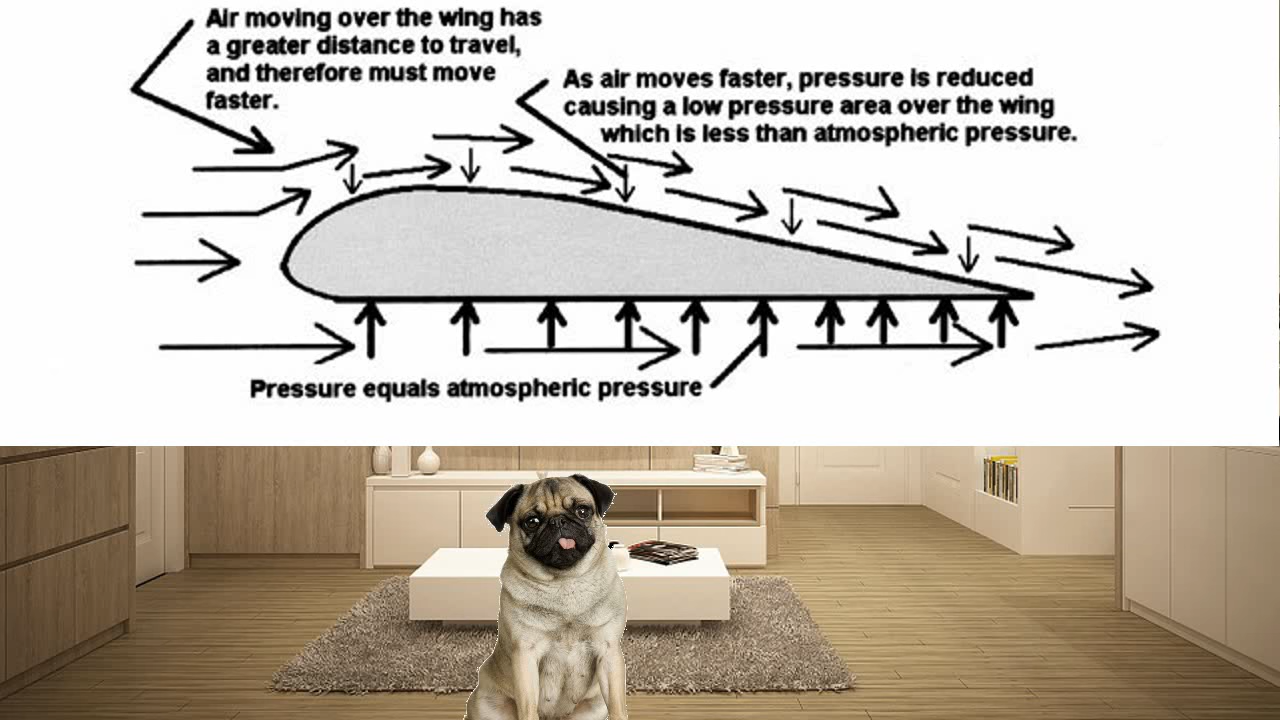 Air moving over the wing has
a greater distance to travel,
and therefore must move
faster.
As air moves faster, pressure is reduced
causing a low pressure area over the wing
which is less than atmospheric pressure.
Pressure equals atmospheric pressure